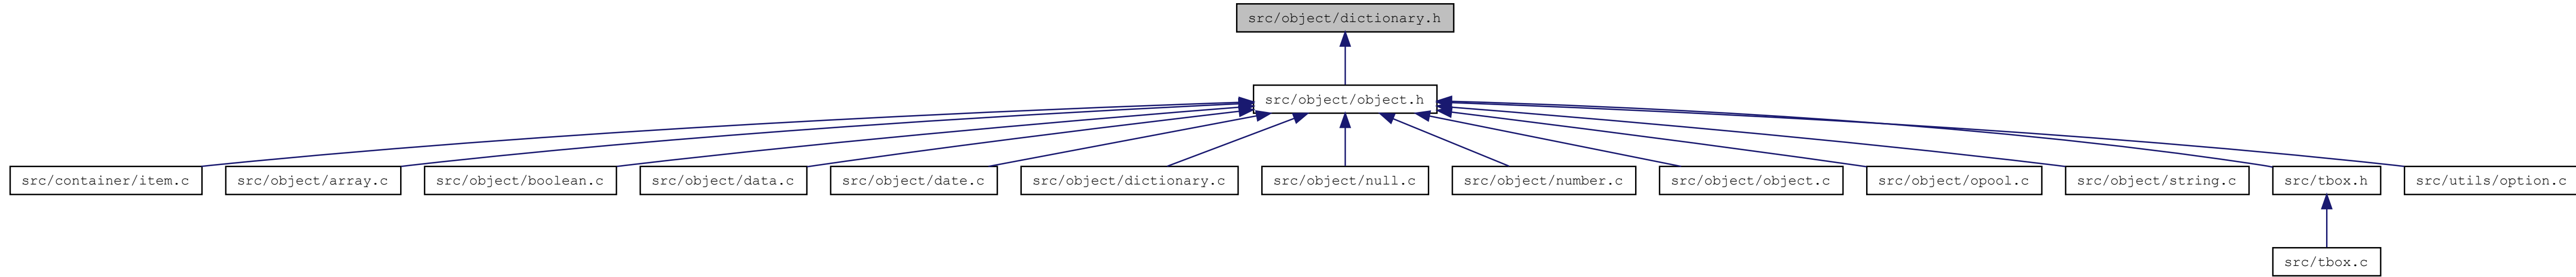 src/object/dictionary.h
src/object/object.h
src/container/item.c
src/object/array.c
src/object/boolean.c
src/object/data.c
src/object/date.c
src/object/dictionary.c
src/object/null.c
src/object/number.c
src/object/object.c
src/object/opool.c
src/object/string.c
src/tbox.h
src/utils/option.c
src/tbox.c